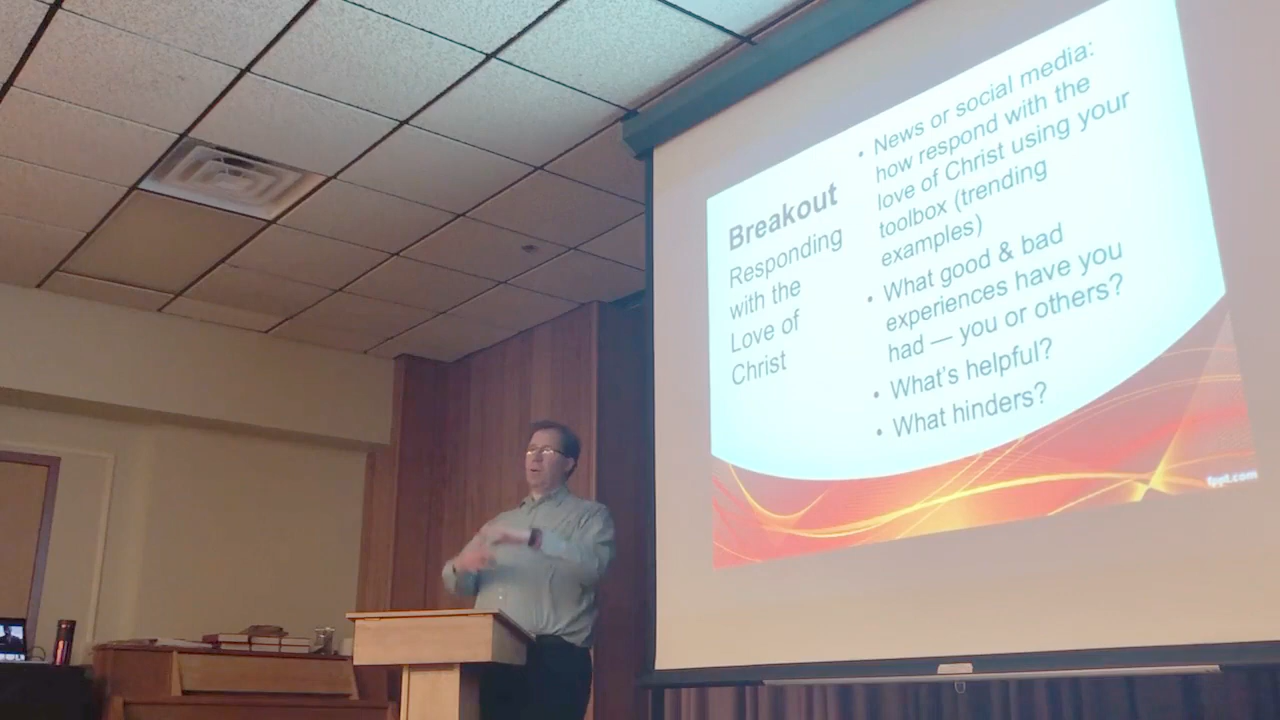 Breakout
Responding
with the
Love of
Christ
• News or social media:
how respond with the
love of Christ using your
toolbox (trending
examples)
• What good & bad
experiences have you
had — you or others?
• What's helpful?
• What hinders?
fppt.com